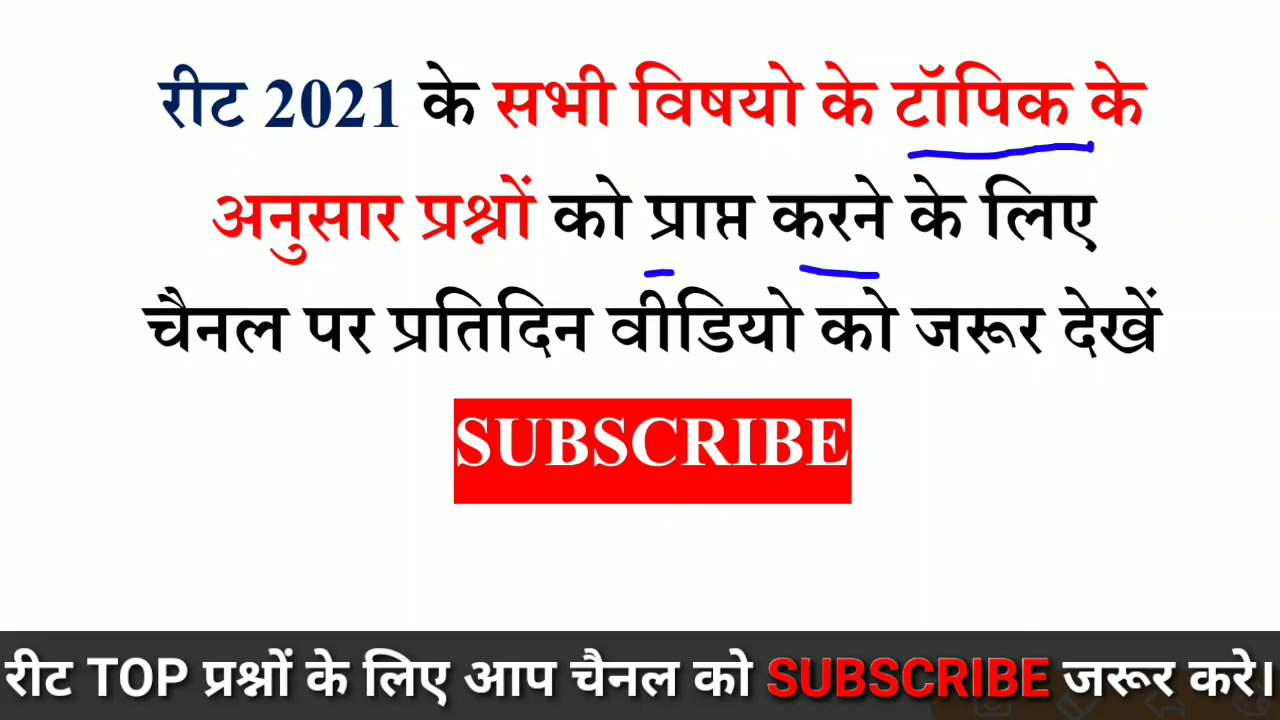 रीट 2021 के सभी विषयो के टॉपिक के
अनुसार प्रश्नों को प्राप्त करने के लिए
चैनल पर प्रतिदिन वीडियो को जरूर देखें
SUBSCRIBE
रीट TOP प्रश्नों के लिए आप चैनल को SUBSCRIBE जरूर करे।